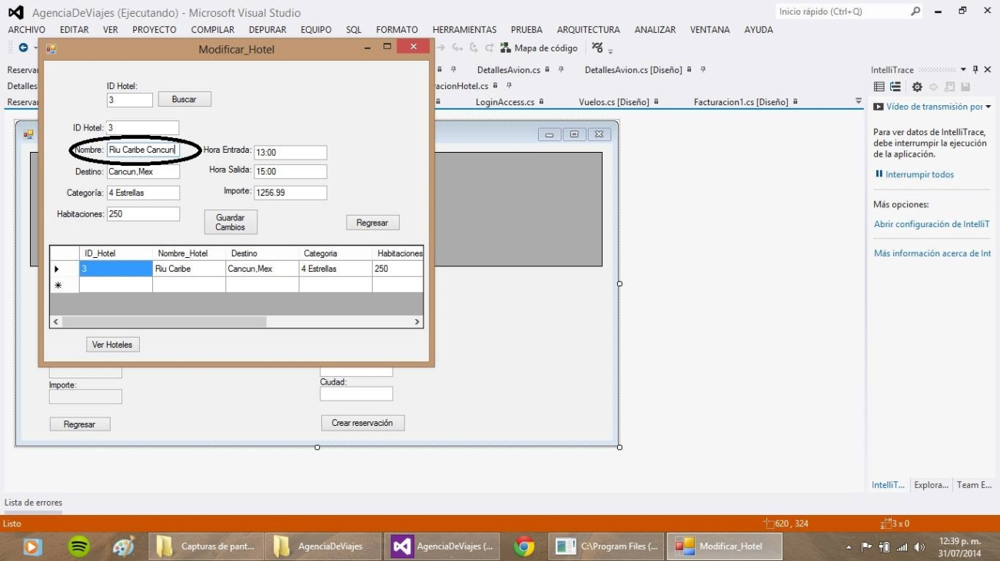 AgenciaDeViajes (Ejecutando) - Microsoft Visual Studio
Inicio rápido (Ctrl+Q)
ARCHIVO EDITAR VER PROYECTO COMPILAR DEPURAR EQUIPO SQL FORMATO HERRAMIENTAS PRUEBA ARQUITECTURA ANALIZAR VENTANA AYUDA
Modificar_Hotel
Mapa de código
Reservar
DetallesAvion.cs DetallesAvion.cs [Diseño]
Detalles
racionHotel.cs
Reservar
LoginAccess.cs Vuelos.cs [Diseño] Facturacion1.cs [Diseño]
ID Hotel:
3 Buscar
ID Hotel: 3
Nombre: Riu Caribe Cancun Hora Entrada: 13:00
Destino: Cancun,Mex Hora Salida: 15:00
Categoría: 4 Estrellas Importe: 1256.99
Habitaciones: 250
Guardar
Cambios
Regresar
ID_Hotel Nombre_Hotel Destino Categoria Habitaciones
3 Riu Caribe Cancun,Mex 4 Estrellas 250
Ver Hoteles
Importe:
Ciudad:
Regresar
Crear reservación
IntelliTrace
Vídeo de transmisión por
Para ver datos de IntelliTrace,
debe interrumpir la ejecución
de la aplicación.
Interrumpir todos
Más opciones:
Abrir configuración de IntelliT
Más información acerca de Int
IntelliT... Explora... Team E...
Lista de errores
Listo
620 , 324
3 x 0
Capturas de pant... AgenciaDeViajes AgenciaDeViajes (... C:\Program Files (... Modificar_Hotel
12:39 p. m.
31/07/2014